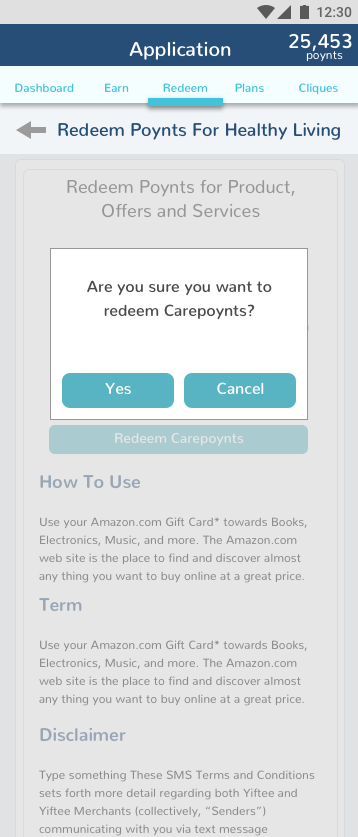 12:30
Application
25,453
poynts
Dashboard Earn Redeem Plans Cliques
Redeem Poynts For Healthy Living
Redeem Poynts for Product,
Offers and Services
Are you sure you want to
redeem Carepoynts?
Yes Cancel
Redeem Carepoynts
How To Use
Use your Amazon.com Gift Card* towards Books,
Electronics, Music, and more. The Amazon.com
web site is the place to find and discover almost
any thing you want to buy online at a great price.
Term
Use your Amazon.com Gift Card* towards Books,
Electronics, Music, and more. The Amazon.com
web site is the place to find and discover almost
any thing you want to buy online at a great price.
Disclaimer
Type something These SMS Terms and Conditions
sets forth more detail regarding both Yiftee and
Yiftee Merchants (collectively, “Senders”)
communicating with you via text message